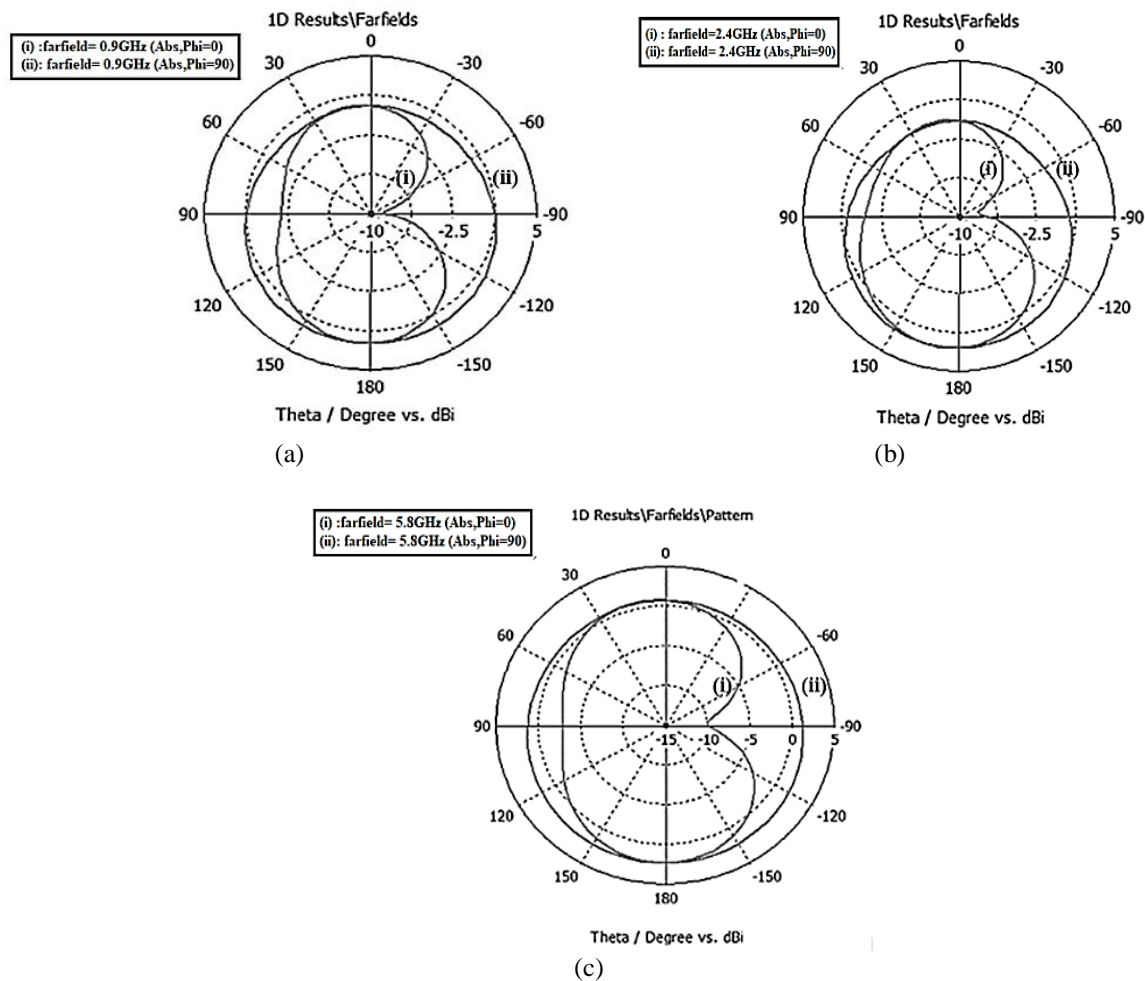 1D Results\Farfields
(i) :farfield= 0.9GHz (Abs,Phi=0)
(ii): farfield= 0.9GHz (Abs,Phi=90)
0
30
-30
60
-60
(i)
(ii)
90
-90
-10
-2.5
5
120
-120
150
-150
180
Theta / Degree vs. dBi
(a)
1D Results\Farfields
(i) : farfield=2.4GHz (Abs,Phi=0)
(ii): farfield= 2.4GHz (Abs,Phi=90)
0
30
-30
60
-60
(i)
(ii)
90
-90
-10
-2.5
5
120
-120
150
-150
180
Theta / Degree vs. dBi
(b)
(i) :farfield= 5.8GHz (Abs,Phi=0)
(ii): farfield= 5.8GHz (Abs,Phi=90)
1D Results\Farfields\Pattern
0
30
60
-60
(i)
(ii)
90
-90
-15
-10
-5
0
5
120
-120
150
-150
180
Theta / Degree vs. dBi
(c)